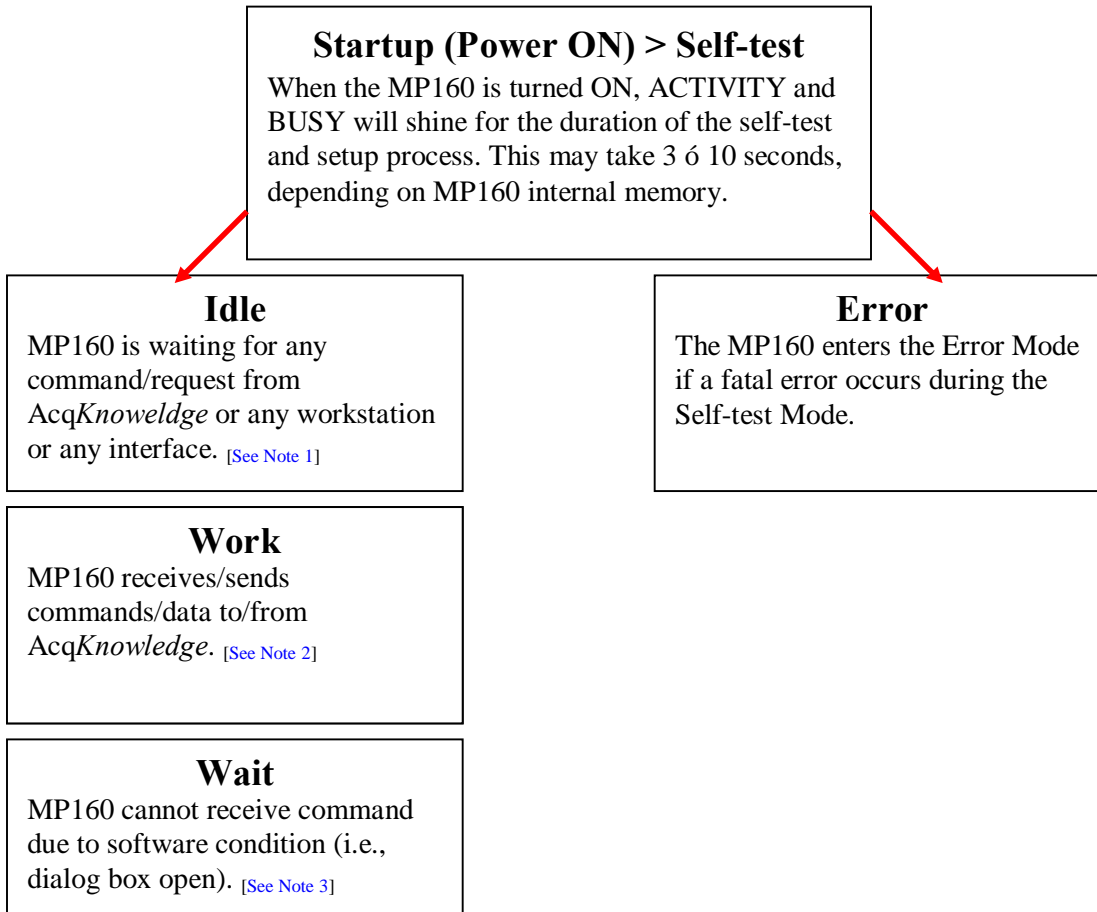 Startup (Power ON) > Self-test
When the MP160 is turned ON, ACTIVITY and
BUSY will shine for the duration of the self-test
and setup process. This may take 3 ó 10 seconds,
depending on MP160 internal memory.
Idle
MP160 is waiting for any
command/request from
AcqKnoweldge or any workstation
or any interface. [See Note 1]
Error
The MP160 enters the Error Mode
if a fatal error occurs during the
Self-test Mode.
Work
MP160 receives/sends
commands/data to/from
AcqKnowledge. [See Note 2]
Wait
MP160 cannot receive command
due to software condition (i.e.,
dialog box open). [See Note 3]